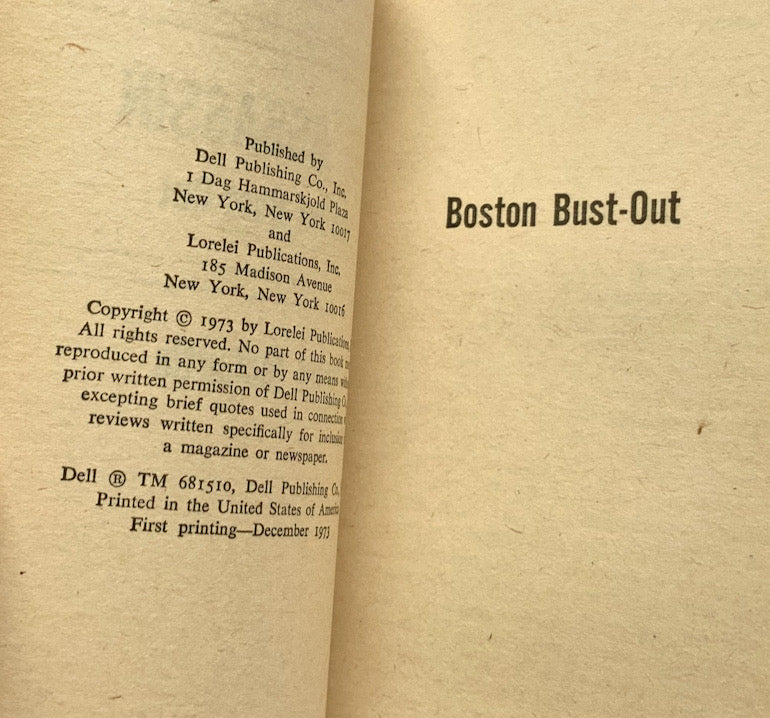 Published by
Dell Publishing Co., Inc.
1 Dag Hammarskjold Plaza
New York, New York 10017
and
Lorelei Publications, Inc.
185 Madison Avenue
New York, New York 10016
Copyright © 1973 by Lorelei Publications,
All rights reserved. No part of this book
reproduced in any form or by any means
prior written permission of Dell Publishing
excepting brief quotes used in connection
reviews written specifically for inclusion
a magazine or newspaper.
Dell ® TM 681510, Dell Publishing Co.,
Printed in the United States of America
First printing—December 1973
Boston Bust-Out